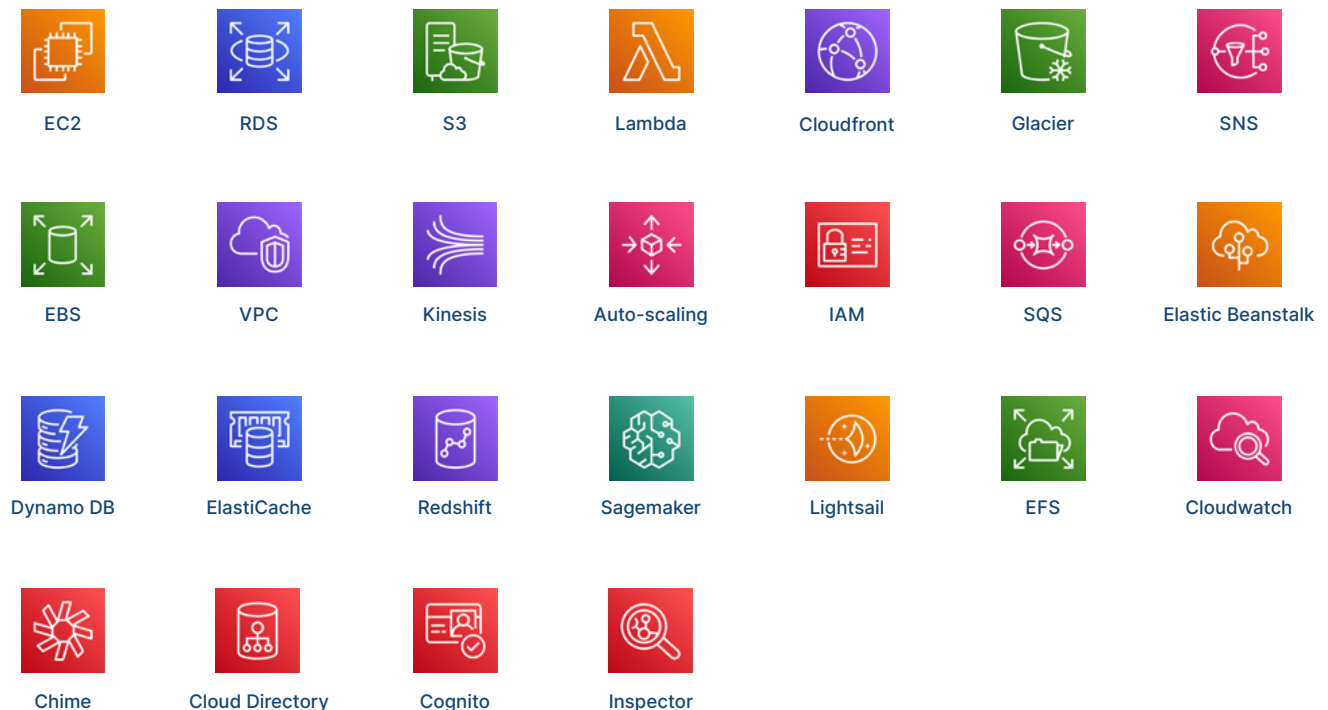 EC2
RDS
S3
Lambda
Cloudfront
Glacier
SNS
EBS
VPC
Kinesis
Auto-scaling
IAM
SQS
Elastic Beanstalk
Dynamo DB
ElastiCache
Redshift
Sagemaker
Lightsail
EFS
Cloudwatch
Chime
Cloud Directory
Cognito
Inspector